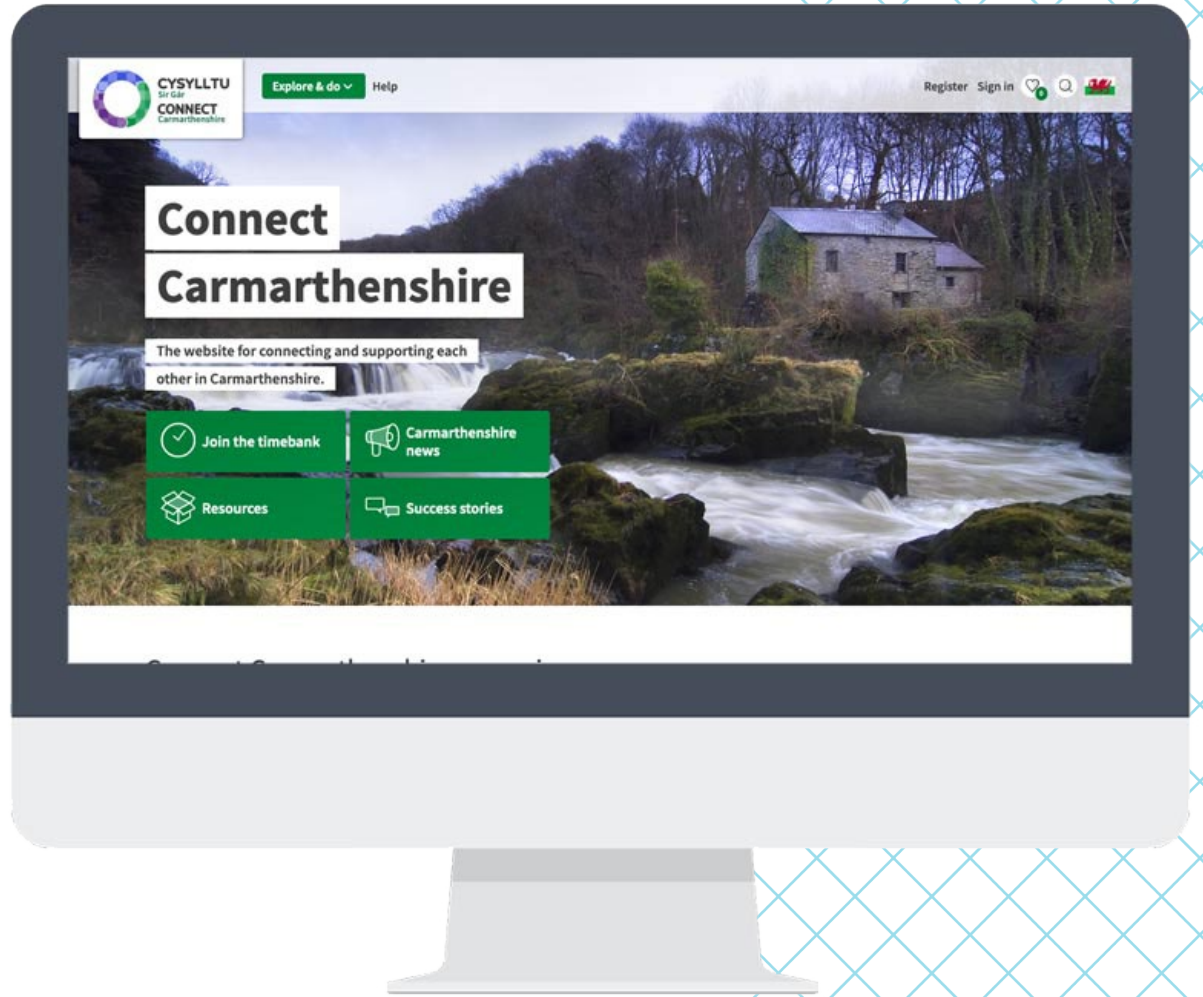 CYSYLLTU
Sir Gâr
CONNECT
Carmarthenshire
Explore & do
Help
Register Sign in
0
Connect
Carmarthenshire
The website for connecting and supporting each
other in Carmarthenshire.
Join the timebank
Carmarthenshire
news
Resources
Success stories